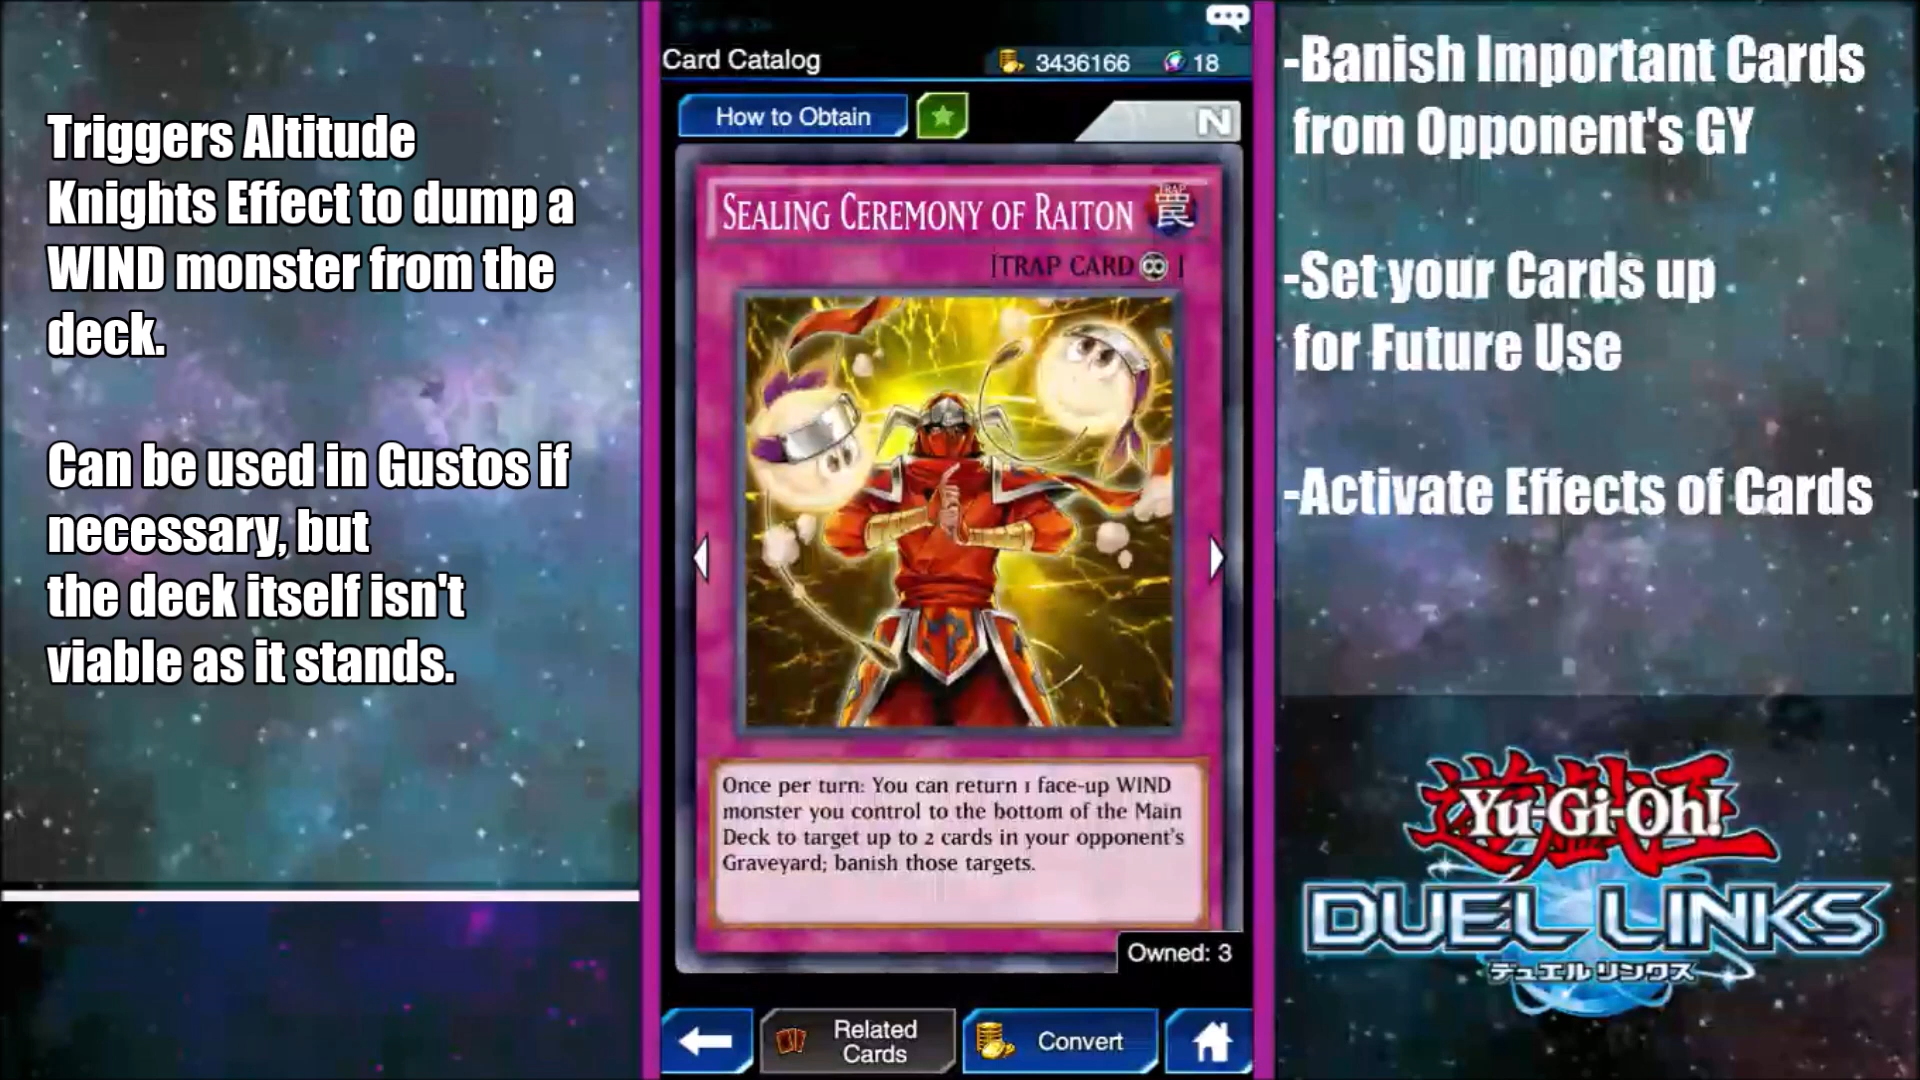 Triggers Altitude
Knights Effect to dump a
WIND monster from the
deck.
Can be used in Gustos if
necessary, but
the deck itself isn't
viable as it stands.
Card Catalog
3436166
18
How to Obtain
N
SEALING CEREMONY OF RAITON
TRAP
罠
[TRAP CARD ]
Once per turn: You can return 1 face-up WIND
monster you control to the bottom of the Main
Deck to target up to 2 cards in your opponent's
Graveyard; banish those targets.
Owned: 3
Related
Cards
Convert
-Banish Important Cards
from Opponent's GY
-Set your Cards up
for Future Use
-Activate Effects of Cards
遊戯王
Yu-Gi-Oh!
DUEL LINKS
デュエルリンクス